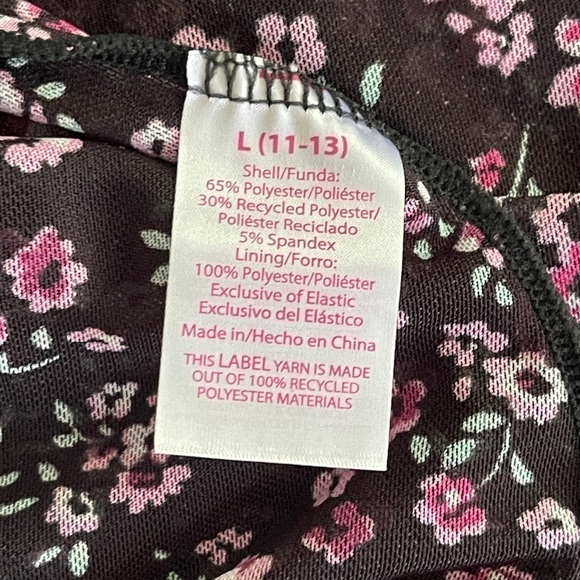 L (11-13)
Shell/Funda:
65% Polyester/Poliéster
30% Recycled Polyester/
Poliéster Reciclado
5% Spandex
Lining/Forro:
100% Polyester/Poliéster
Exclusive of Elastic
Exclusivo del Elástico
Made in/Hecho en China
THIS LABEL YARN IS MADE
OUT OF 100% RECYCLED
POLYESTER MATERIALS